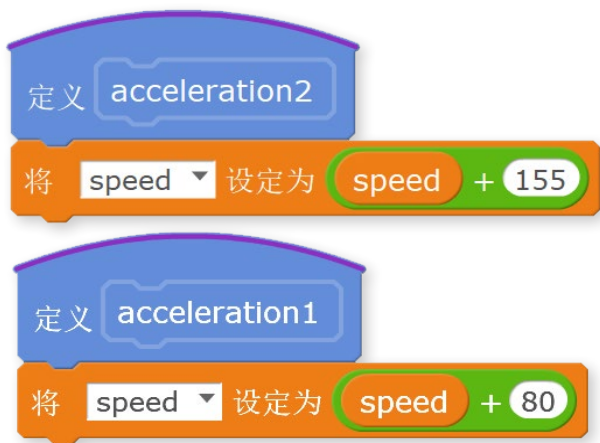 定义 acceleration2
将 speed 设定为 speed + 155
定义 acceleration1
将 speed 设定为 speed + 80